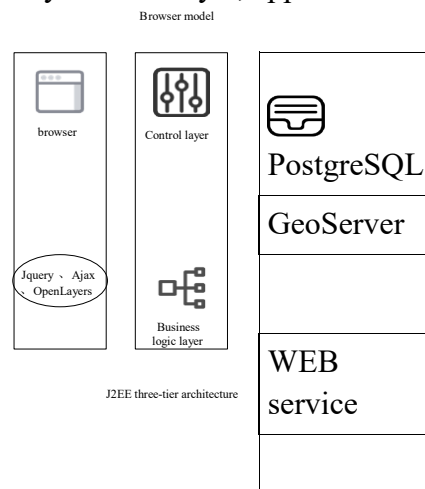 Browser model
browser
Control layer
PostgreSQL
GeoServer
Jquery 、 Ajax
、 OpenLayers
Business
logic layer
WEB
service
J2EE three-tier architecture